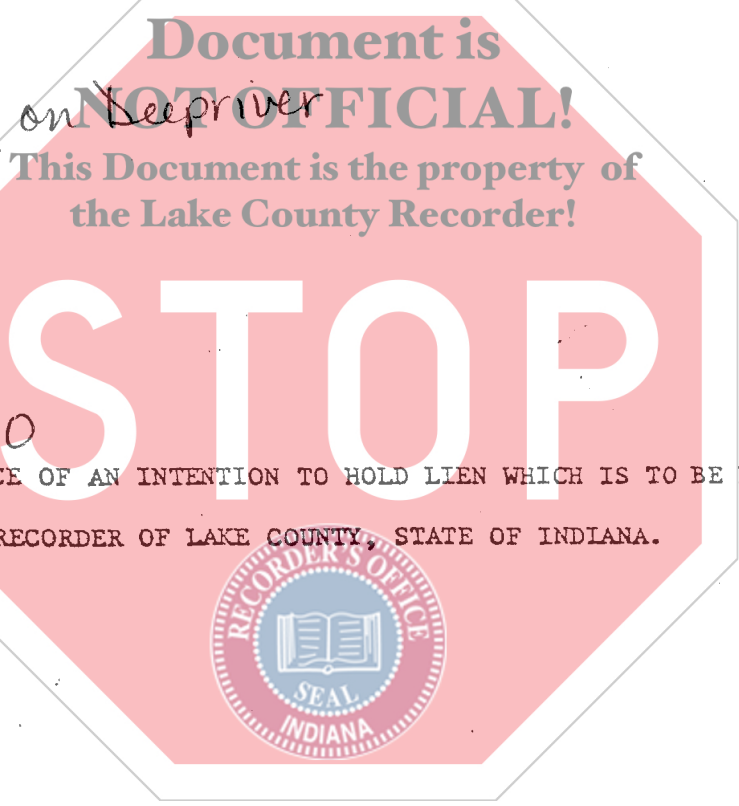 Document is
NOT OFFICIAL!
on Deepriver
This Document is the property of
the Lake County Recorder!
STOP
O
CE OF AN INTENTION TO HOLD LIEN WHICH IS TO BE
RECORDER OF LAKE COUNTY, STATE OF INDIANA.
RECORDER'S OFFICE
SEAL
INDIANA